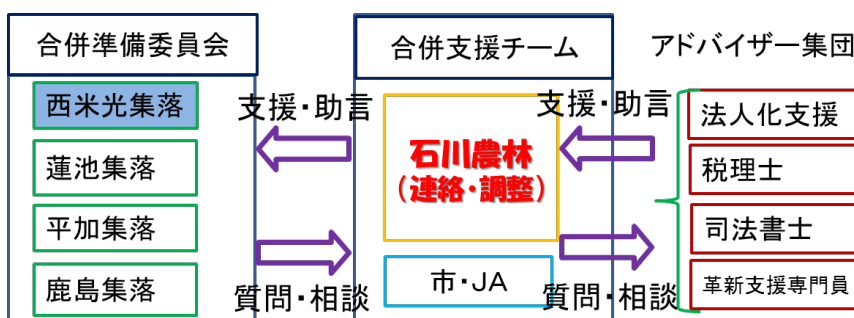 合併準備委員会
西米光集落
蓮池集落
平加集落
鹿島集落
支援・助言
質問・相談
合併支援チーム
石川農林
（連絡・調整）
市・JA
支援・助言
質問・相談
アドバイザー集団
法人化支援
税理士
司法書士
革新支援専門員